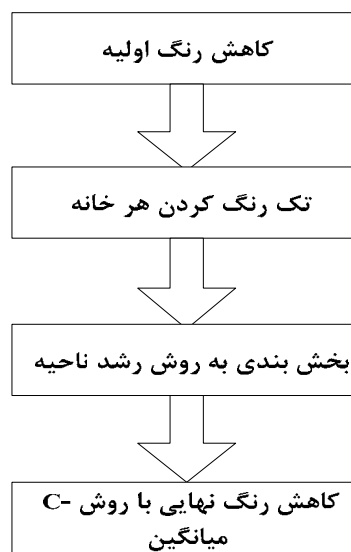 کاهش رنگ اولیه
تک رنگ کردن هر خانه
بخش بندی به روش رشد ناحیه
کاهش رنگ نهایی با روش C-
میانگین